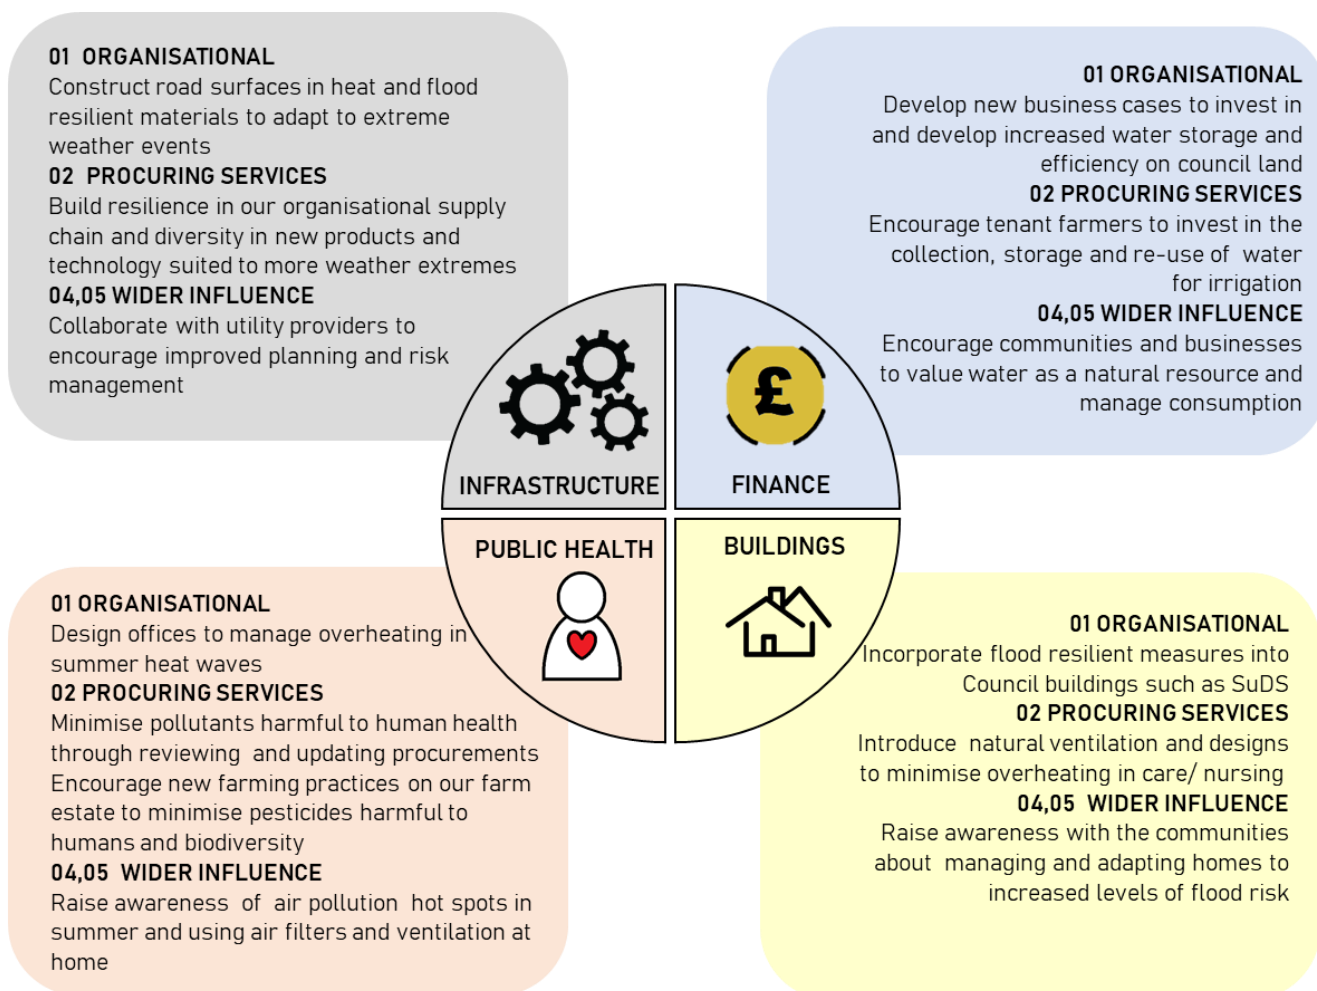 01 ORGANISATIONAL
Construct road surfaces in heat and flood
resilient materials to adapt to extreme
weather events
02 PROCURING SERVICES
Build resilience in our organisational supply
chain and diversity in new products and
technology suited to more weather extremes
04,05 WIDER INFLUENCE
Collaborate with utility providers to
encourage improved planning and risk
management
01 ORGANISATIONAL
Develop new business cases to invest in
and develop increased water storage and
efficiency on council land
02 PROCURING SERVICES
Encourage tenant farmers to invest in the
collection, storage and re-use of water
for irrigation
04,05 WIDER INFLUENCE
Encourage communities and businesses
to value water as a natural resource and
manage consumption
£
INFRASTRUCTURE
FINANCE
PUBLIC HEALTH
BUILDINGS
01 ORGANISATIONAL
Design offices to manage overheating in
summer heat waves
02 PROCURING SERVICES
Minimise pollutants harmful to human health
through reviewing and updating procurements
Encourage new farming practices on our farm
estate to minimise pesticides harmful to
humans and biodiversity
04,05 WIDER INFLUENCE
Raise awareness of air pollution hot spots in
summer and using air filters and ventilation at
home
01 ORGANISATIONAL
Incorporate flood resilient measures into
Council buildings such as SuDS
02 PROCURING SERVICES
Introduce natural ventilation and designs
to minimise overheating in care/ nursing
04,05 WIDER INFLUENCE
Raise awareness with the communities
about managing and adapting homes to
increased levels of flood risk